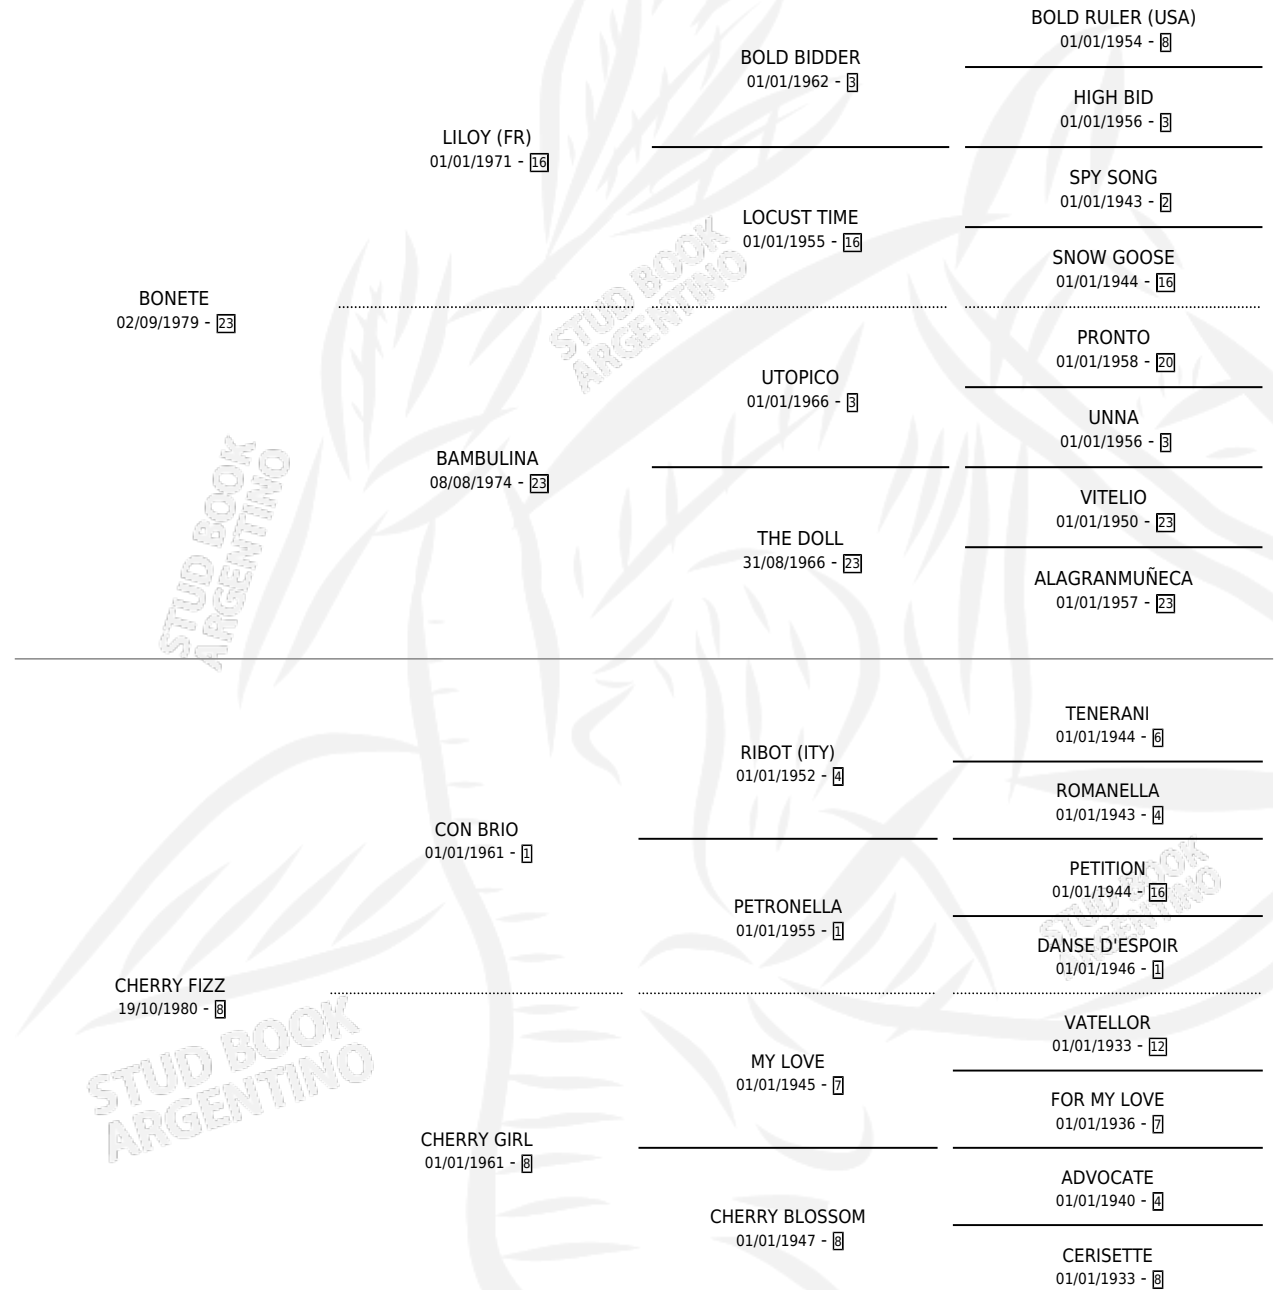 BOLD RULER (USA)
01/01/1954 - 8
BOLD BIDDER
01/01/1962 - 3
HIGH BID
01/01/1956 - 3
LILOY (FR)
01/01/1971 - 16
SPY SONG
01/01/1943 - 2
LOCUST TIME
01/01/1955 - 16
SNOW GOOSE
01/01/1944 - 16
BONETE
02/09/1979 - 23
PRONTO
01/01/1958 - 20
UTOPICO
01/01/1966 - 3
UNNA
01/01/1956 - 3
BAMBULINA
08/08/1974 - 23
VITELIO
01/01/1950 - 23
THE DOLL
31/08/1966 - 23
ALAGRANMUÑECA
01/01/1957 - 23
STUD BOOK
ARGENTINO
STUD BOOK
ARGENTINO
TENERANI
01/01/1944 - 6
RIBOT (ITY)
01/01/1952 - 4
ROMANELLA
01/01/1943 - 4
CON BRIO
01/01/1961 - 1
PETITION
01/01/1944 - 16
PETRONELLA
01/01/1955 - 1
DANSE D'ESPOIR
01/01/1946 - 1
CHERRY FIZZ
19/10/1980 - 8
VATELLOR
01/01/1933 - 12
MY LOVE
01/01/1945 - 7
FOR MY LOVE
01/01/1936 - 7
CHERRY GIRL
01/01/1961 - 8
ADVOCATE
01/01/1940 - 4
CHERRY BLOSSOM
01/01/1947 - 8
CERISETTE
01/01/1933 - 8
STUD BOOK
ARGENTINO
STUD BOOK
ARGENTINO